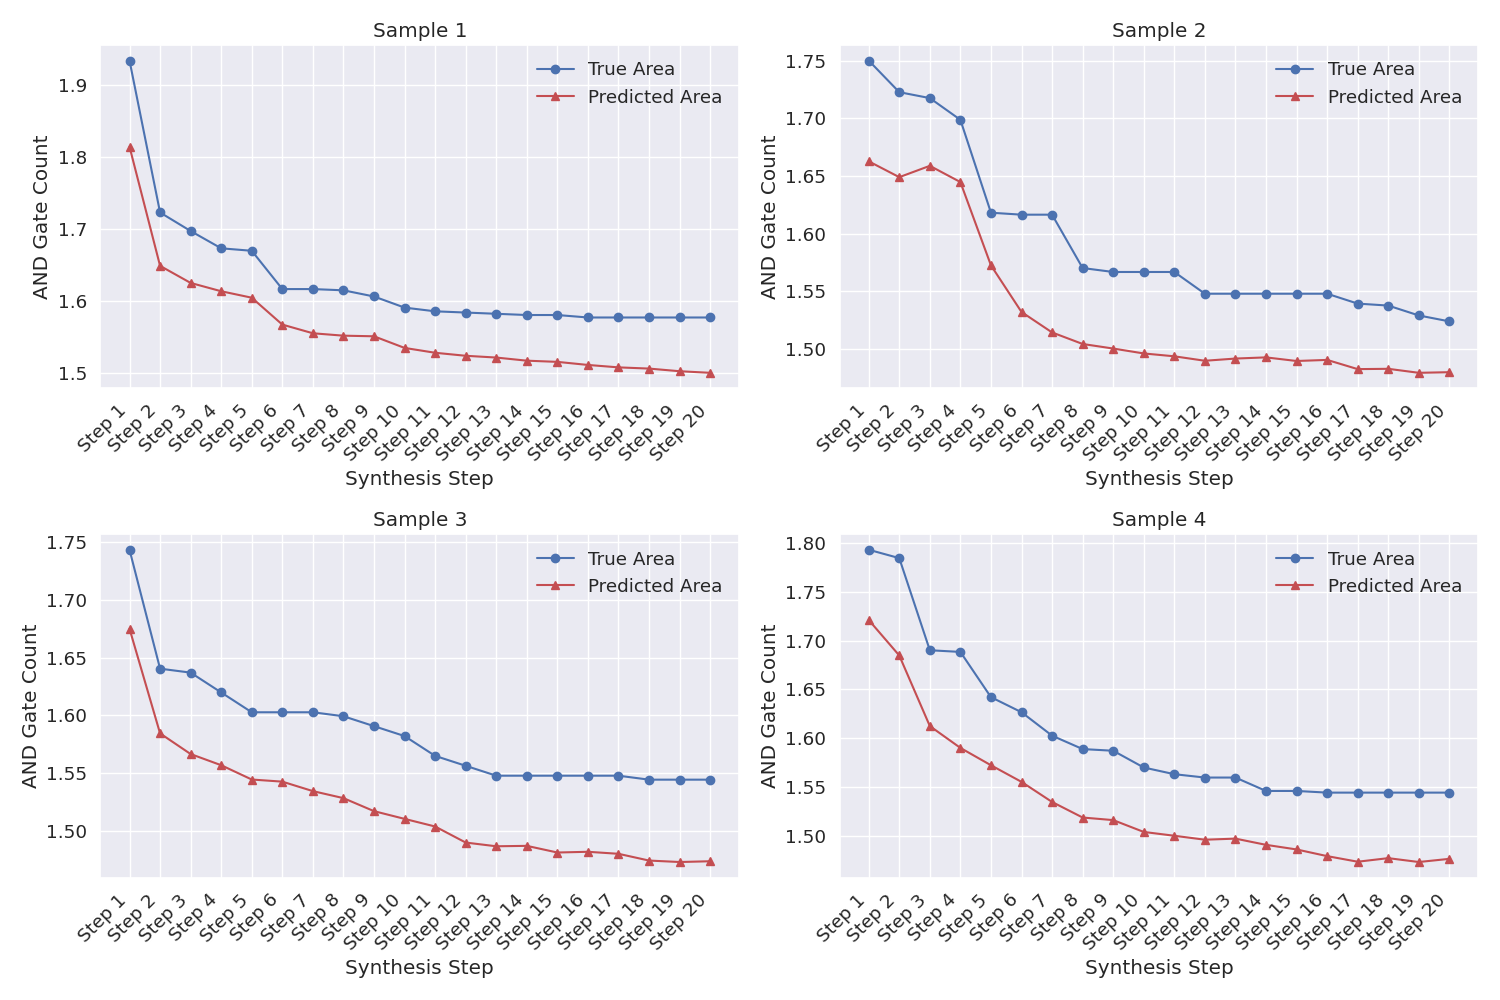 Sample 1
AND Gate Count
1.9
1.8
1.7
1.6
1.5
True Area
Predicted Area
Step 1
Step 2
Step 3
Step 4
Step 5
Step 6
Step 7
Step 8
Step 9
Step 10
Step 11
Step 12
Step 13
Step 14
Step 15
Step 16
Step 17
Step 18
Step 19
Step 20
Synthesis Step
Sample 2
AND Gate Count
1.75
1.70
1.65
1.60
1.55
1.50
True Area
Predicted Area
Step 1
Step 2
Step 3
Step 4
Step 5
Step 6
Step 7
Step 8
Step 9
Step 10
Step 11
Step 12
Step 13
Step 14
Step 15
Step 16
Step 17
Step 18
Step 19
Step 20
Synthesis Step
Sample 3
AND Gate Count
1.75
1.70
1.65
1.60
1.55
1.50
True Area
Predicted Area
Step 1
Step 2
Step 3
Step 4
Step 5
Step 6
Step 7
Step 8
Step 9
Step 10
Step 11
Step 12
Step 13
Step 14
Step 15
Step 16
Step 17
Step 18
Step 19
Step 20
Synthesis Step
Sample 4
AND Gate Count
1.80
1.75
1.70
1.65
1.60
1.55
1.50
True Area
Predicted Area
Step 1
Step 2
Step 3
Step 4
Step 5
Step 6
Step 7
Step 8
Step 9
Step 10
Step 11
Step 12
Step 13
Step 14
Step 15
Step 16
Step 17
Step 18
Step 19
Step 20
Synthesis Step